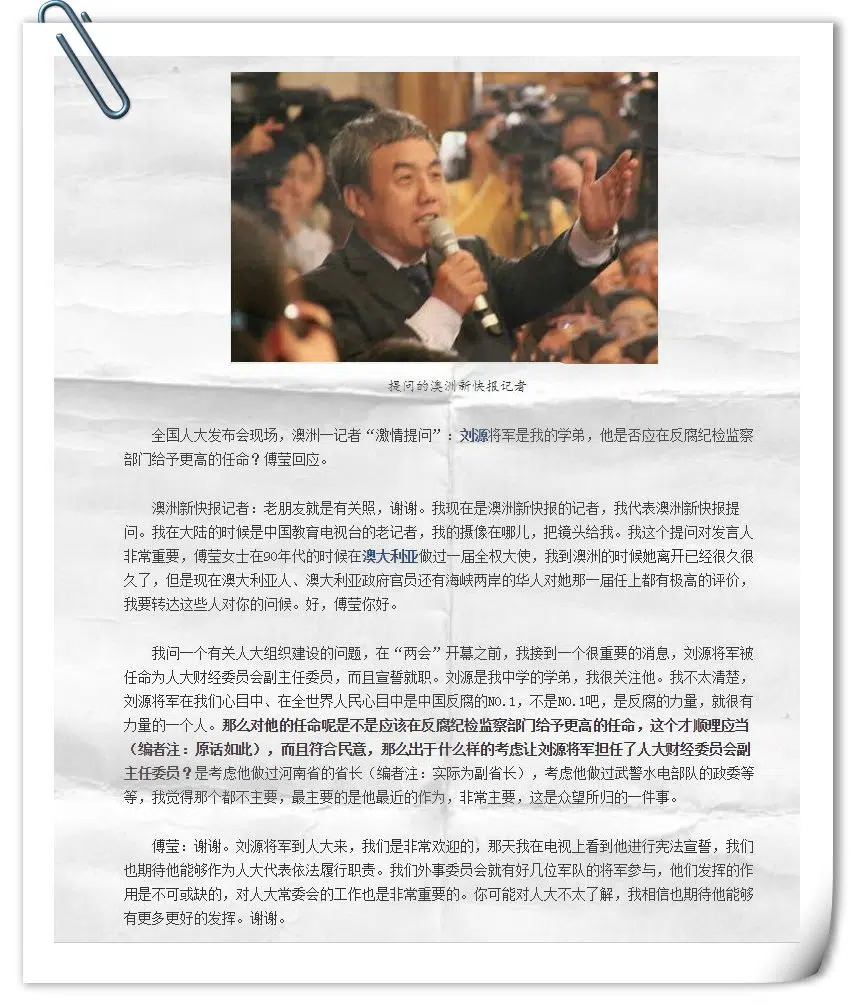 提问的澳洲新快报记者
全国人大发布会现场，澳洲一记者“激情提问”：刘源将军是我的学弟，他是否应在反腐纪检监察
部门给予更高的任命？傅莹回应。
澳洲新快报记者：老朋友就是有关照，谢谢。我现在是澳洲新快报的记者，我代表澳洲新快报提
问。我在大陆的时候是中国教育电视台的老记者，我的摄像在哪儿，把镜头给我。我这个提问对发言人
非常重要，傅莹女士在90年代的时候在澳大利亚做过一届全权大使，我到澳洲的时候她离开已经很久很
久了，但是现在澳大利亚人、澳大利亚政府官员还有海峡两岸的华人对她那一届任上都有极高的评价，
我要转达这些人对你的问候。好，傅莹你好。
我问一个有关人大组织建设的问题，在“两会”开幕之前，我接到一个很重要的消息，刘源将军被
任命为人大财经委员会副主任委员，而且宣誓就职。刘源是我中学的学弟，我很关注他。我不太清楚，
刘源将军在我们心目中、在全世界人民心目中是中国反腐的NO.1，不是NO.1吧，是反腐的力量，就很有
力量的一个人。那么对他的任命呢是不是应该在反腐纪检监察部门给予更高的任命，这个才顺理应当
（编者注：原话如此），而且符合民意，那么出于什么样的考虑让刘源将军担任了人大财经委员会副
主任委员？是考虑他做过河南省的省长（编者注：实际为副省长），考虑他做过武警水电部队的政委等
等，我觉得那个都不主要，最主要的是他最近的作为，非常主要，这是众望所归的一件事。
傅莹：谢谢。刘源将军到人大来，我们是非常欢迎的，那天我在电视上看到他进行宪法宣誓，我们
也期待他能够作为人大代表依法履行职责。我们外事委员会就有好几位军队的将军参与，他们发挥的作
用是不可或缺的，对人大常委会的工作也是非常重要的。你可能对人大不太了解，我相信也期待他能够
有更多更好的发挥。谢谢。